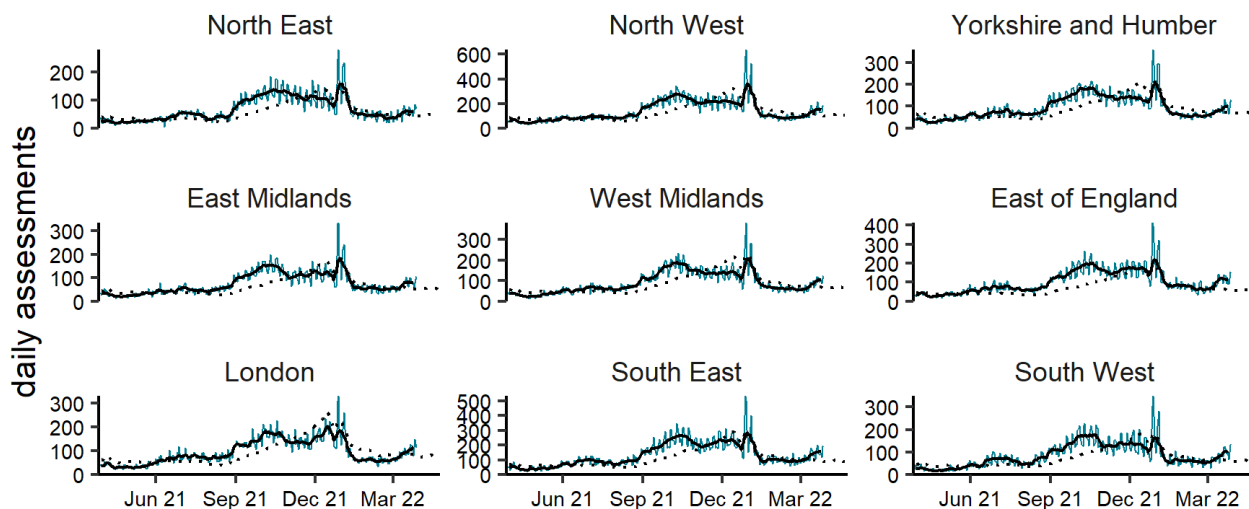 daily assessments
North East
200
100
0
North West
600
400
200
0
Yorkshire and Humber
300
200
100
0
East Midlands
300
200
100
0
West Midlands
300
200
100
0
East of England
400
300
200
100
0
London
300
200
100
0
South East
500
400
300
200
100
0
South West
300
200
100
0
Jun 21 Sep 21 Dec 21 Mar 22
Jun 21 Sep 21 Dec 21 Mar 22
Jun 21 Sep 21 Dec 21 Mar 22